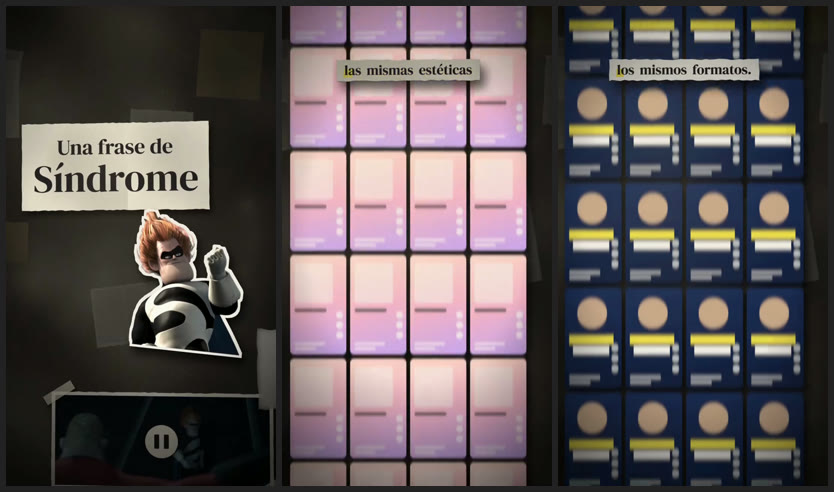 Una frase de
Síndrome
las mismas estéticas
los mismos formatos.